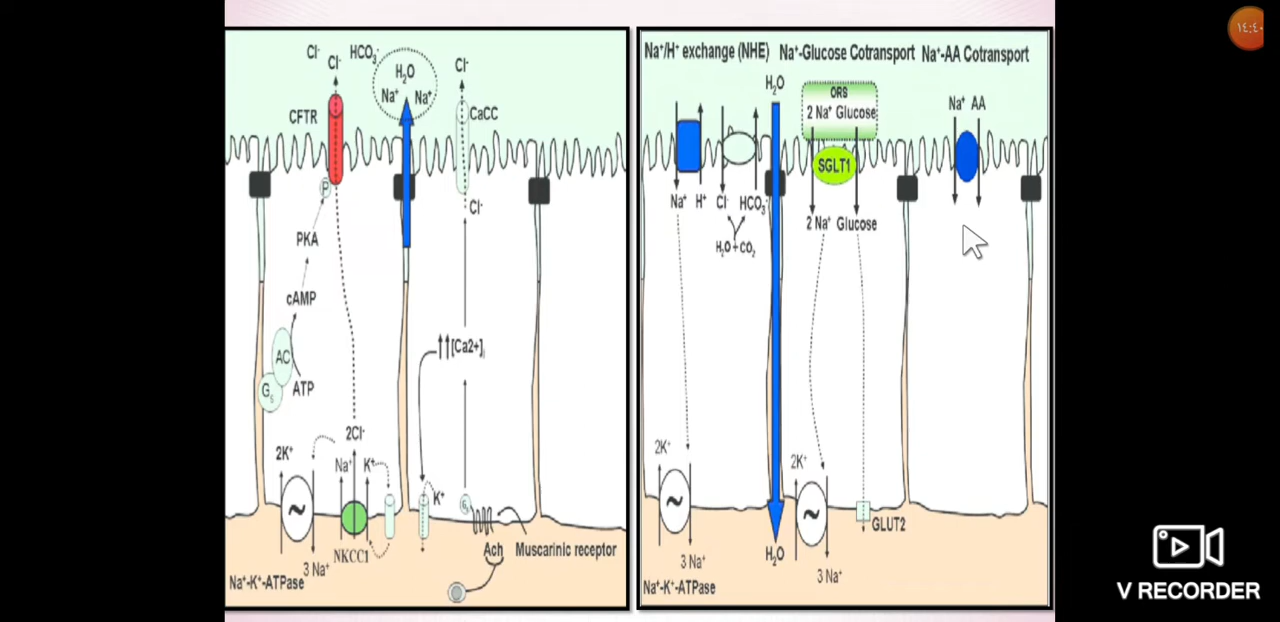 Cl⁻
Cl⁻
HCO₃⁻
H₂O
Na⁺ Na⁺
Cl⁻
CFTR
CaCC
P
Cl⁻
PKA
cAMP
AC
ATP
Gs
↑↑[Ca2+]i
2Cl⁻
2K⁺
Na⁺
K⁺
K⁺
~
NKCC1
Ach
Muscarinic receptor
3 Na⁺
Na⁺-K⁺-ATPase
Na⁺/H⁺ exchange (NHE)
Na⁺-Glucose Cotransport
Na⁺-AA Cotransport
H₂O
ORS
2 Na⁺ Glucose
Na⁺ AA
SGLT1
Na⁺ H⁺ Cl⁻ HCO₃⁻
H₂O + CO₂
2 Na⁺ Glucose
2K⁺
2K⁺
~
~
GLUT2
3 Na⁺
H₂O
3 Na⁺
Na⁺-K⁺-ATPase
١٤:٤٠
V RECORDER